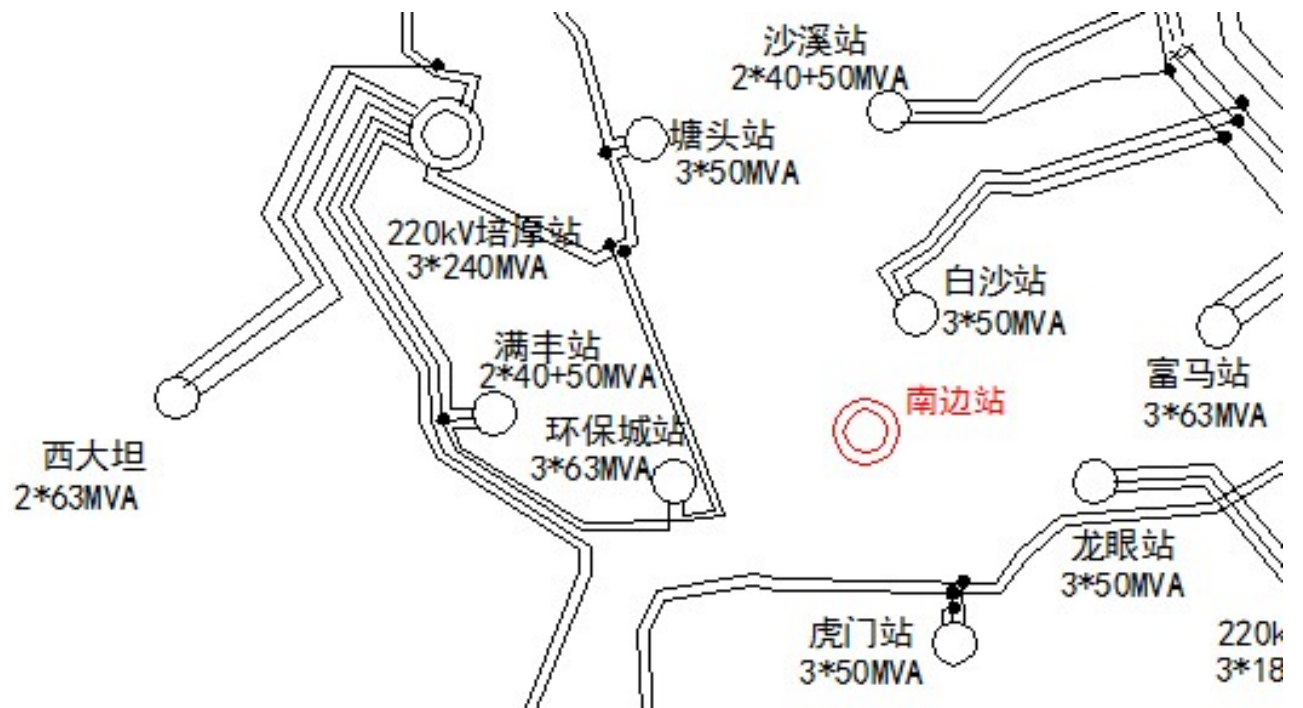 沙溪站
2*40+50MVA
塘头站
3*50MVA
220kV培厚站
3*240MVA
白沙站
3*50MVA
满丰站
2*40+50MVA
富马站
3*63MVA
南边站
环保城站
3*63MVA
西大坦
2*63MVA
龙眼站
3*50MVA
虎门站
3*50MVA
220k
3*18